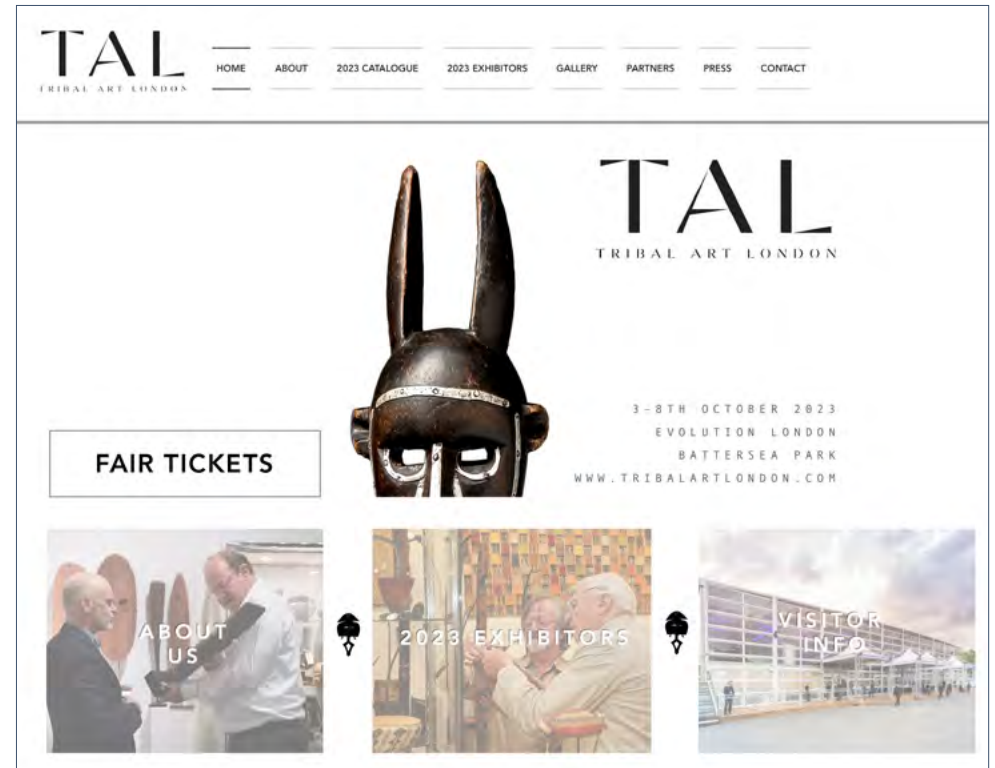 TAL
TRIBAL ART LONDON
HOME ABOUT 2023 CATALOGUE 2023 EXHIBITORS GALLERY PARTNERS PRESS CONTACT
TAL
TRIBAL ART LONDON
3-8TH OCTOBER 2023
EVOLUTION LONDON
BATTERSEA PARK
WWW.TRIBALARTLONDON.COM
FAIR TICKETS
ABOUT
US
2023 EXHIBITORS
VISITOR
INFO